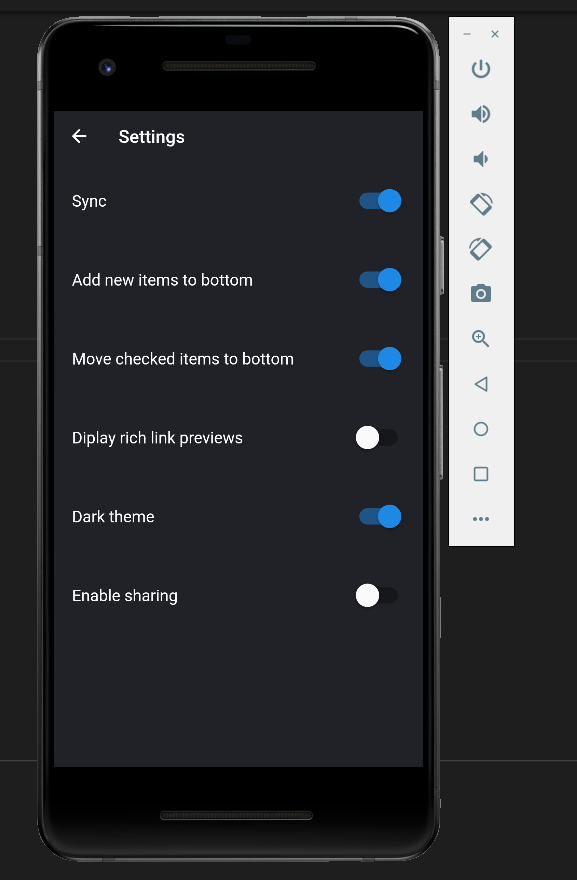 Settings
Sync
Add new items to bottom
Move checked items to bottom
Diplay rich link previews
Dark theme
Enable sharing